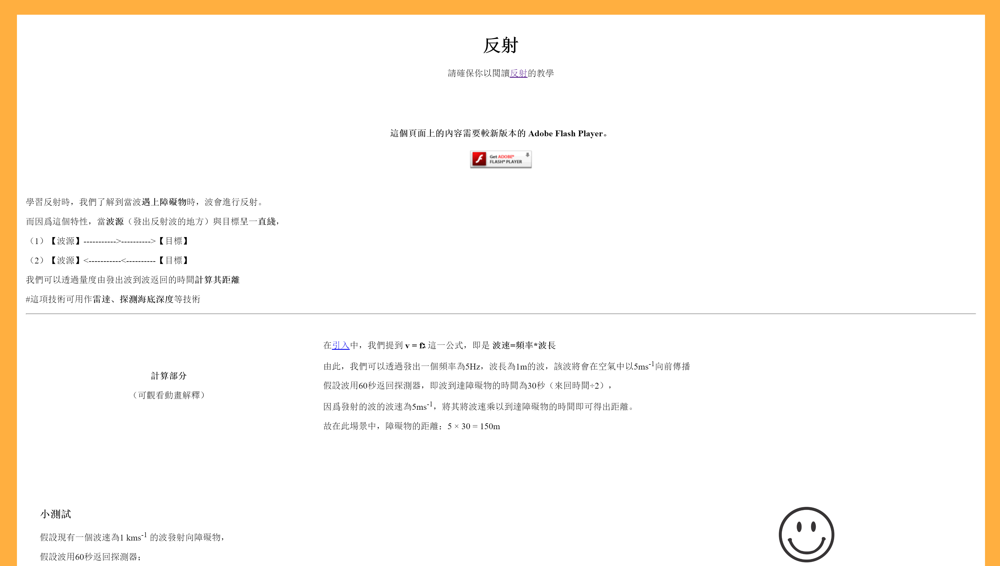 反射
請確保你以閱讀反射的教學
這個頁面上的內容需要較新版本的 Adobe Flash Player。
Get ADOBE®
FLASH® PLAYER
學習反射時，我們了解到當波遇上障礙物時，波會進行反射。
而因爲這個特性，當波源（發出反射波的地方）與目標呈一直綫，
（1）【波源】----------->---------->【目標】
（2）【波源】<-----------<----------【目標】
我們可以透過量度由發出波到波返回的時間計算其距離
#這項技術可用作雷達、探測海底深度等技術
計算部分
（可觀看動畫解釋）
在引入中，我們提到 v = fλ 這一公式，即是 波速=頻率*波長
由此，我們可以透過發出一個頻率為5Hz，波長為1m的波，該波將會在空氣中以5ms-1向前傳播
假設波用60秒返回探測器，即波到達障礙物的時間為30秒（來回時間÷2），
因爲發射的波的波速為5ms-1，將其將波速乘以到達障礙物的時間即可得出距離。
故在此場景中，障礙物的距離：5 × 30 = 150m
小測試
假設現有一個波速為1 kms-1 的波發射向障礙物，
假設波用60秒返回探測器；